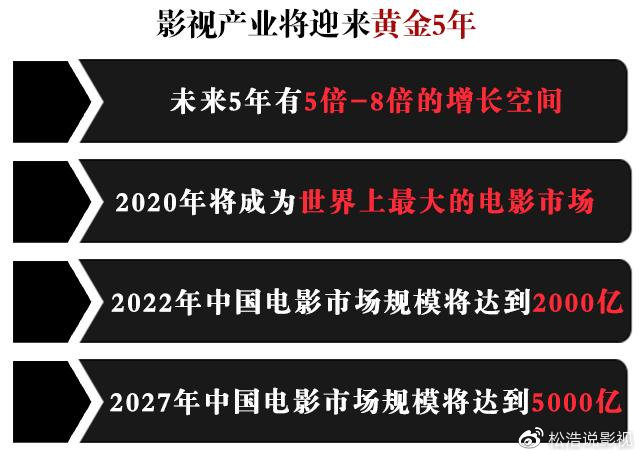 影视产业将迎来黄金5年
未来5年有5倍-8倍的增长空间
2020年将成为世界上最大的电影市场
2022年中国电影市场规模将达到2000亿
2027年中国电影市场规模将达到5000亿
松浩说影视